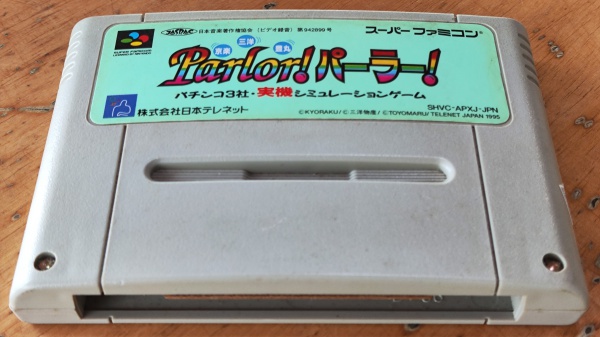 JASRAC 日本音楽著作権協会 (ビデオ録音) 第942899号
スーパーファミコン
SUPER FAMICOM
京楽 三洋 豊丸
Parlor! パーラー!
パチンコ3社・実機シミュレーションゲーム
SHVC-APXJ-JPN
株式会社日本テレネット
©KYORAKU/©三洋物産/©TOYOMARU/TELENET JAPAN 1995